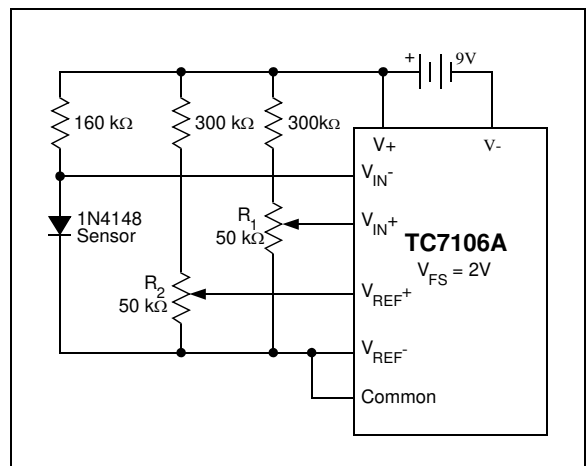 +
9V
160 kΩ
300 kΩ
300kΩ
V+
V-
VIN-
1N4148
Sensor
R1
50 kΩ
VIN+
TC7106A
VFS = 2V
R2
50 kΩ
VREF+
VREF-
Common